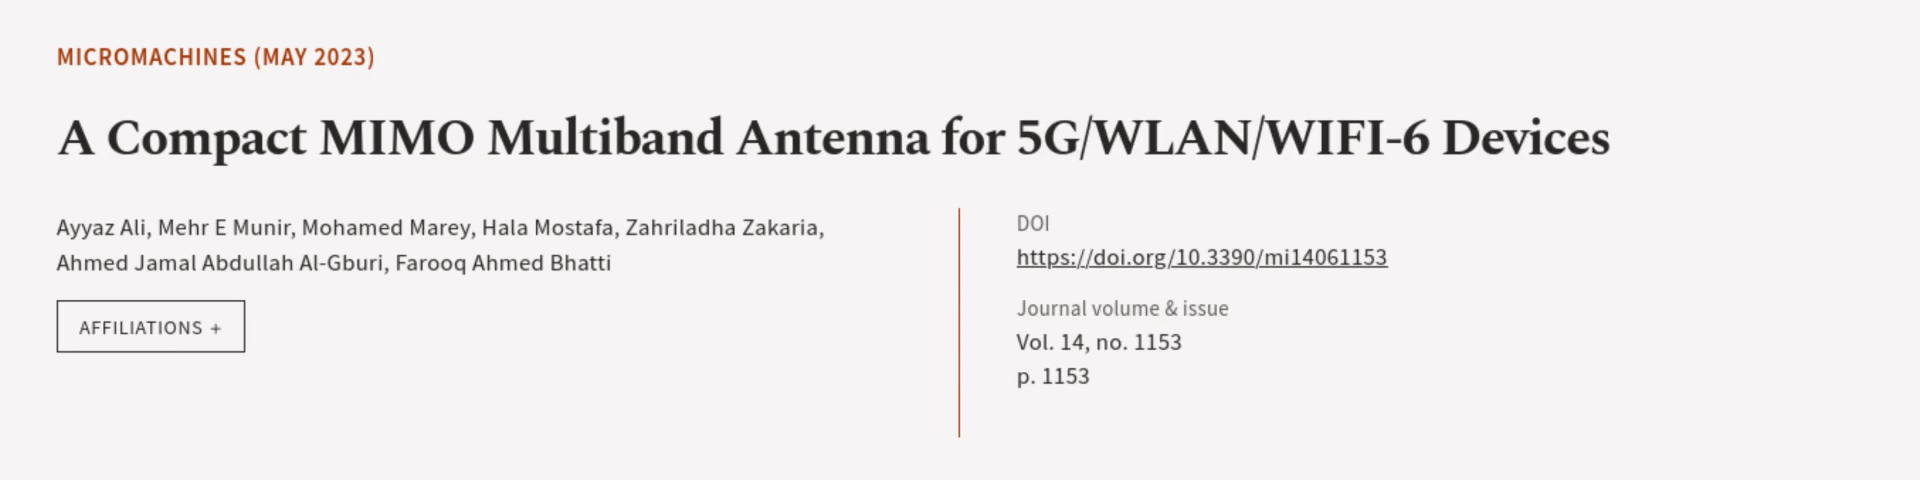 MICROMACHINES (MAY 2023)
A Compact MIMO Multiband Antenna for 5G/WLAN/WIFI-6 Devices
Ayyaz Ali, Mehr E Munir, Mohamed Marey, Hala Mostafa, Zahriladha Zakaria,
Ahmed Jamal Abdullah Al-Gburi, Farooq Ahmed Bhatti
AFFILIATIONS +
DOI
https://doi.org/10.3390/mi14061153
Journal volume & issue
Vol. 14, no. 1153
p. 1153